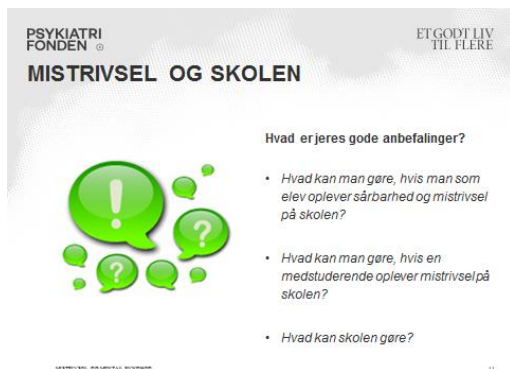 PSYKIATRI
FONDEN
ET GODT LIV
TIL FLERE
MISTRIVSEL OG SKOLEN
! ? ?
? ?
Hvad er jeres gode anbefalinger?
• Hvad kan man gøre, hvis man som
elev oplever sårbarhed og mistrivsel
på skolen?
• Hvad kan man gøre, hvis en
medstuderende oplever mistrivsel på
skolen?
• Hvad kan skolen gøre?